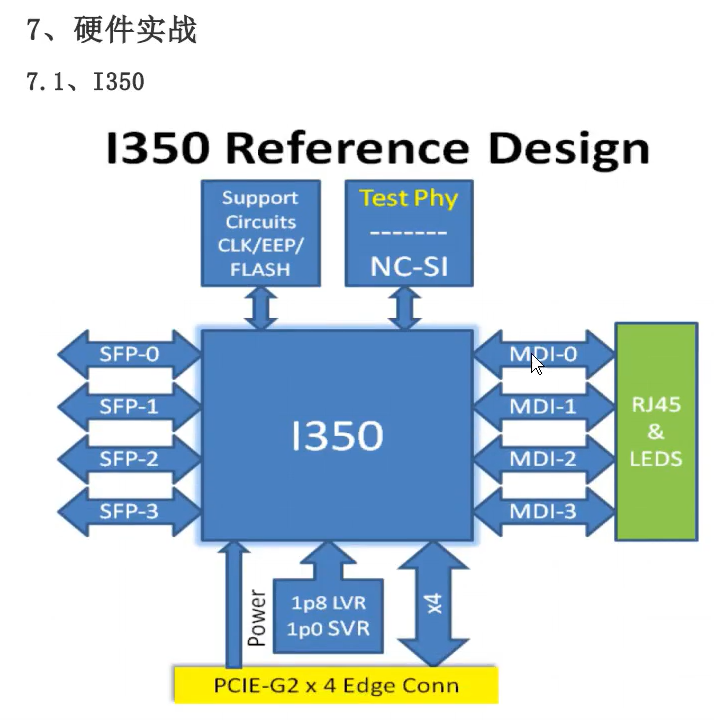 7、硬件实战
7.1、I350
I350 Reference Design
Support
Circuits
CLK/EEP/
FLASH
Test Phy
-------
NC-SI
SFP-0
SFP-1
SFP-2
SFP-3
I350
MDI-0
MDI-1
MDI-2
MDI-3
RJ45
&
LEDS
Power
1p8 LVR
1p0 SVR
x4
PCIE-G2 x 4 Edge Conn